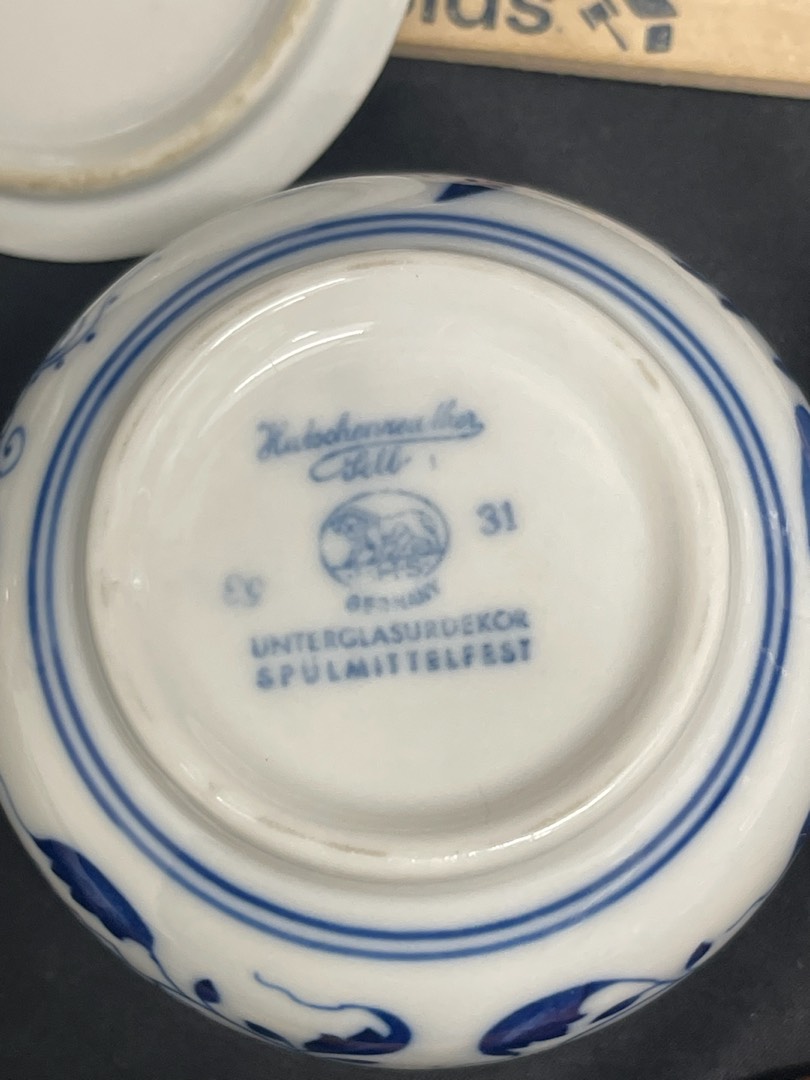 Hutschenreuther
Selb
31
GERMANY
UNTERGLASURDEKOR
SPÜLMITTELFEST